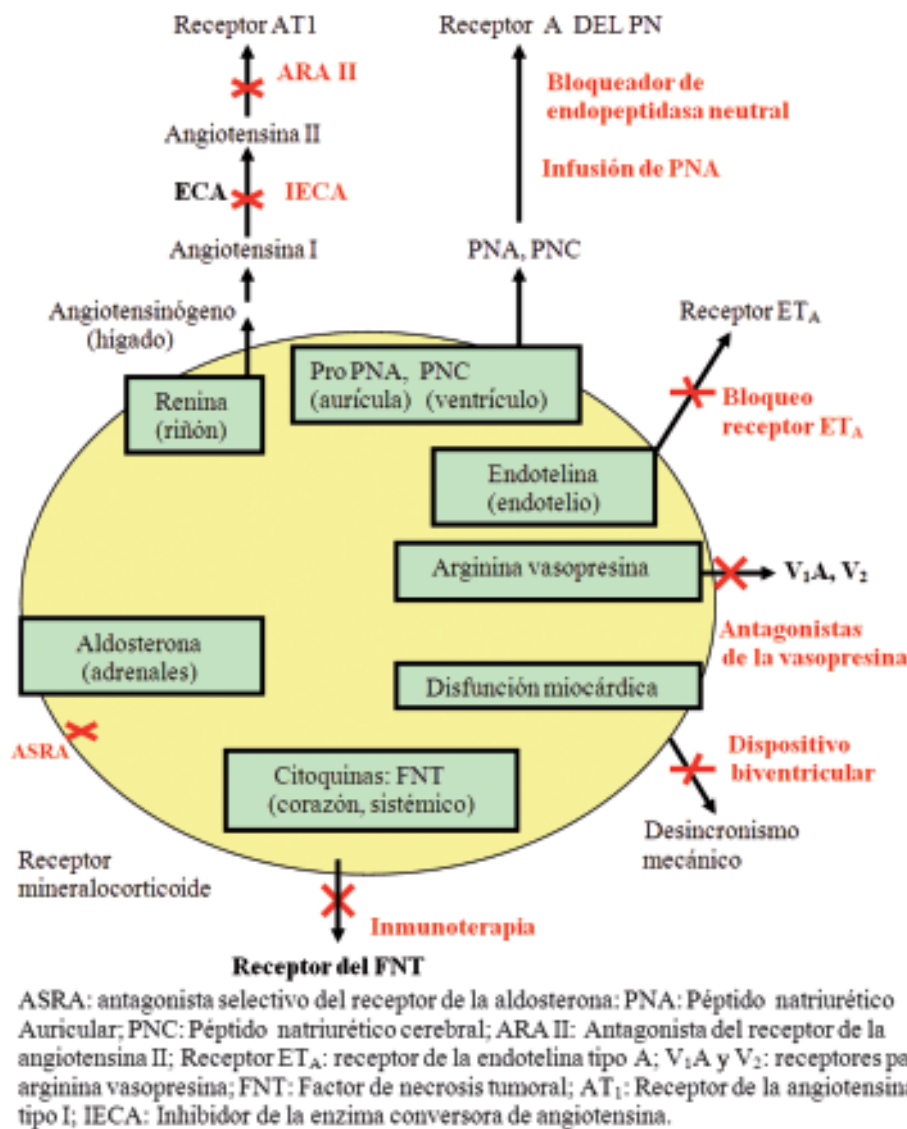 Receptor AT1
Receptor A DEL PN
ARA II
Bloqueador de
endopeptidasa neutral
Angiotensina II
Infusión de PNA
ECA
IECA
Angiotensina I
PNA, PNC
Angiotensinógeno
(hígado)
Receptor ETA
Pro PNA, PNC
(aurícula) (ventrículo)
Renina
(riñón)
Bloqueo
receptor ETA
Endotelina
(endotelio)
Arginina vasopresina
V1A, V2
Antagonistas
de la vasopresina
Aldosterona
(adrenales)
Disfunción miocárdica
ASRA
Dispositivo
biventricular
Citoquinas: FNT
(corazón, sistémico)
Desincronismo
mecánico
Receptor
mineralocorticoide
Inmunoterapia
Receptor del FNT
ASRA: antagonista selectivo del receptor de la aldosterona: PNA: Péptido natriurético
Auricular; PNC: Péptido natriurético cerebral; ARA II: Antagonista del receptor de la
angiotensina II; Receptor ETA: receptor de la endotelina tipo A; V1A y V2: receptores pa
arginina vasopresina; FNT: Factor de necrosis tumoral; AT1: Receptor de la angiotensina
tipo I; IECA: Inhibidor de la enzima conversora de angiotensina.